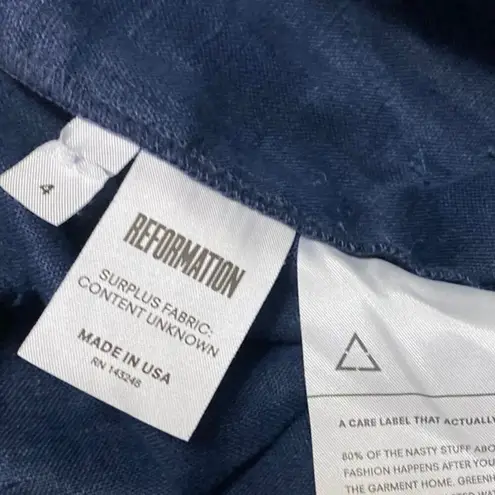 4
REFORMATION
SURPLUS FABRIC:
CONTENT UNKNOWN
MADE IN USA
RN 143248
A CARE LABEL THAT ACTUALLY
80% OF THE NASTY STUFF ABO
FASHION HAPPENS AFTER YOU
THE GARMENT HOME. GREENH